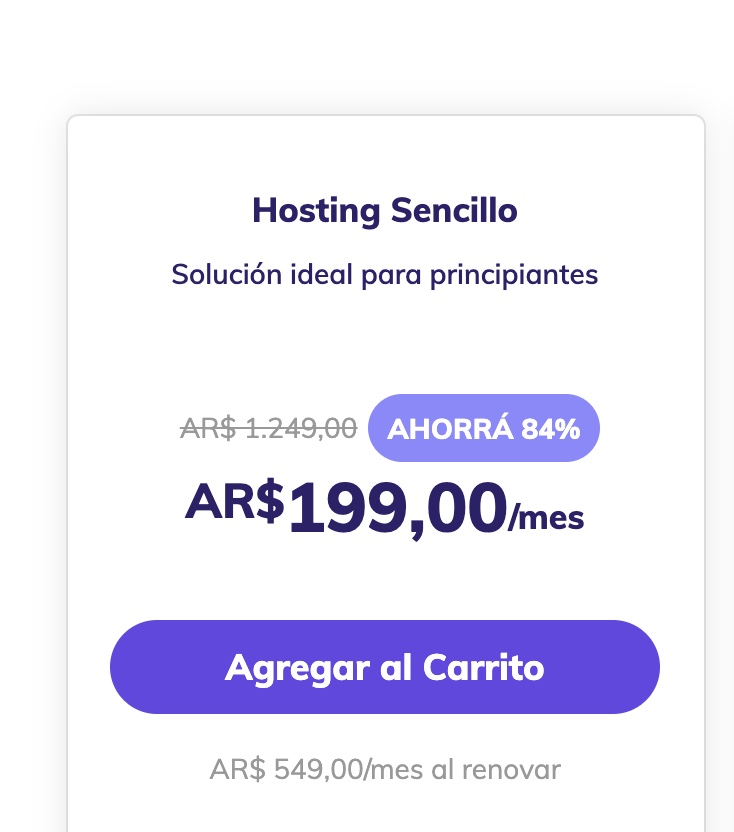 Hosting Sencillo
Solución ideal para principiantes
AR$ 1.249,00 AHORRÁ 84%
AR$199,00/mes
Agregar al Carrito
AR$ 549,00/mes al renovar